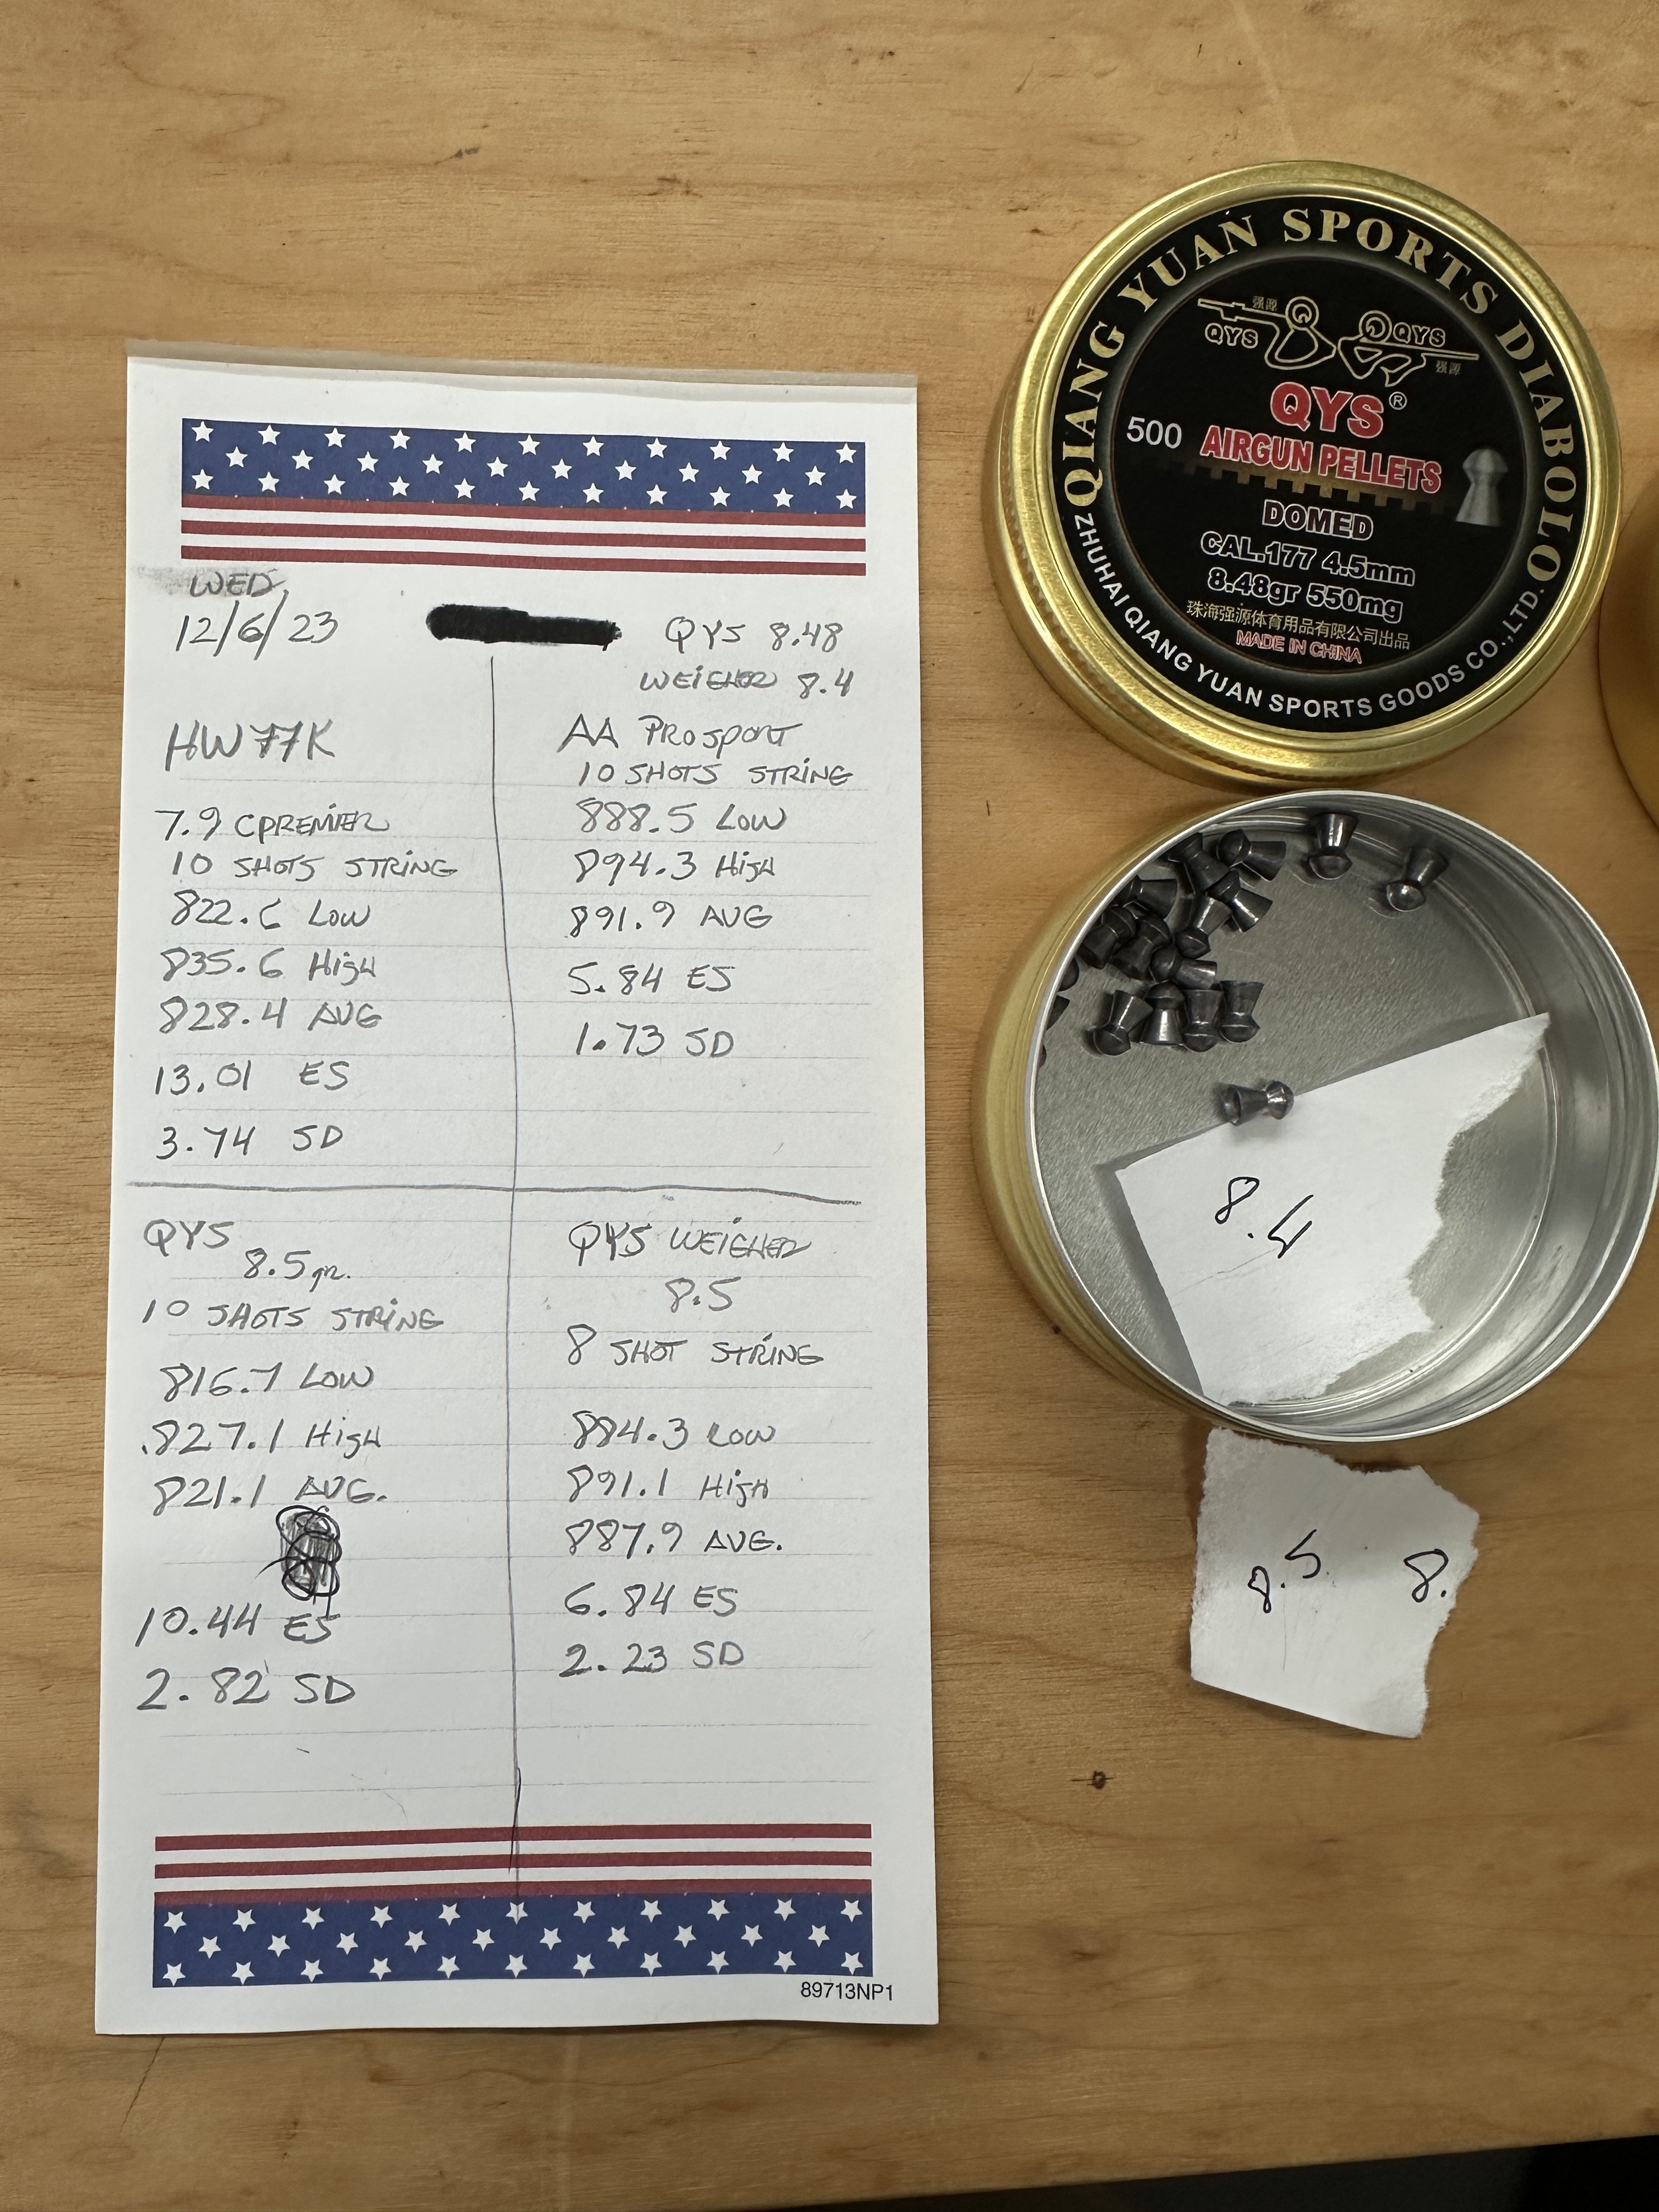 WED
12/6/23
QYS 8.48
WEIGHED 8.4
HW77K
7.9 CPREMIER
10 SHOTS STRING
822.6 LOW
835.6 HIGH
828.4 AVG
13.01 ES
3.74 SD
AA PROSPORT
10 SHOTS STRING
888.5 LOW
894.3 HIGH
891.9 AVG
5.84 ES
1.73 SD
QYS
8.5 gr.
10 SHOTS STRING
816.7 LOW
827.1 HIGH
821.1 AVG.
10.44 ES
2.82 SD
QYS WEIGHED
8.5
8 SHOT STRING
884.3 LOW
891.1 HIGH
887.9 AVG.
6.84 ES
2.23 SD
89713NP1
QIANG YUAN SPORTS DIABOLO
强源
QYS
QYS
强源
QYS®
500
AIRGUN PELLETS
DOMED
CAL.177 4.5mm
8.48gr 550mg
珠海强源体育用品有限公司出品
MADE IN CHINA
ZHUHAI QIANG YUAN SPORTS GOODS CO.,LTD.
8.4
8.5 8.